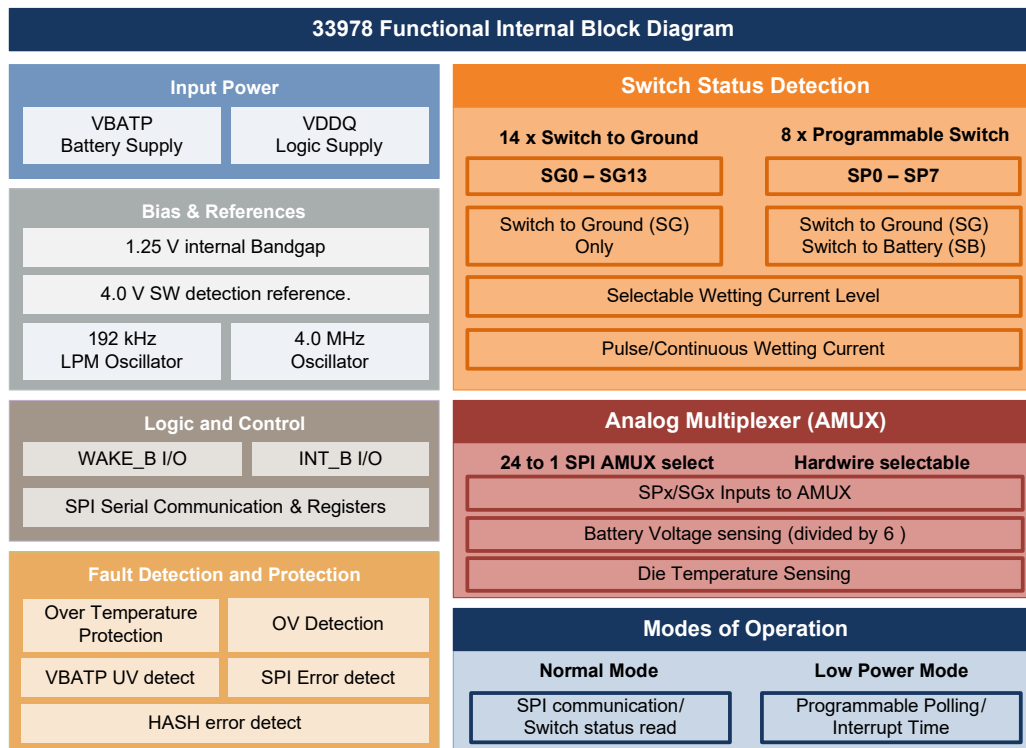 33978 Functional Internal Block Diagram
Input Power
VBATP
Battery Supply
VDDQ
Logic Supply
Bias & References
1.25 V internal Bandgap
4.0 V SW detection reference.
192 kHz
LPM Oscillator
4.0 MHz
Oscillator
Logic and Control
WAKE_B I/O
INT_B I/O
SPI Serial Communication & Registers
Fault Detection and Protection
Over Temperature
Protection
OV Detection
VBATP UV detect
SPI Error detect
HASH error detect
Switch Status Detection
14 x Switch to Ground
8 x Programmable Switch
SG0 – SG13
SP0 – SP7
Switch to Ground (SG)
Only
Switch to Ground (SG)
Switch to Battery (SB)
Selectable Wetting Current Level
Pulse/Continuous Wetting Current
Analog Multiplexer (AMUX)
24 to 1 SPI AMUX select
Hardwire selectable
SPx/SGx Inputs to AMUX
Battery Voltage sensing (divided by 6 )
Die Temperature Sensing
Modes of Operation
Normal Mode
Low Power Mode
SPI communication/
Switch status read
Programmable Polling/
Interrupt Time